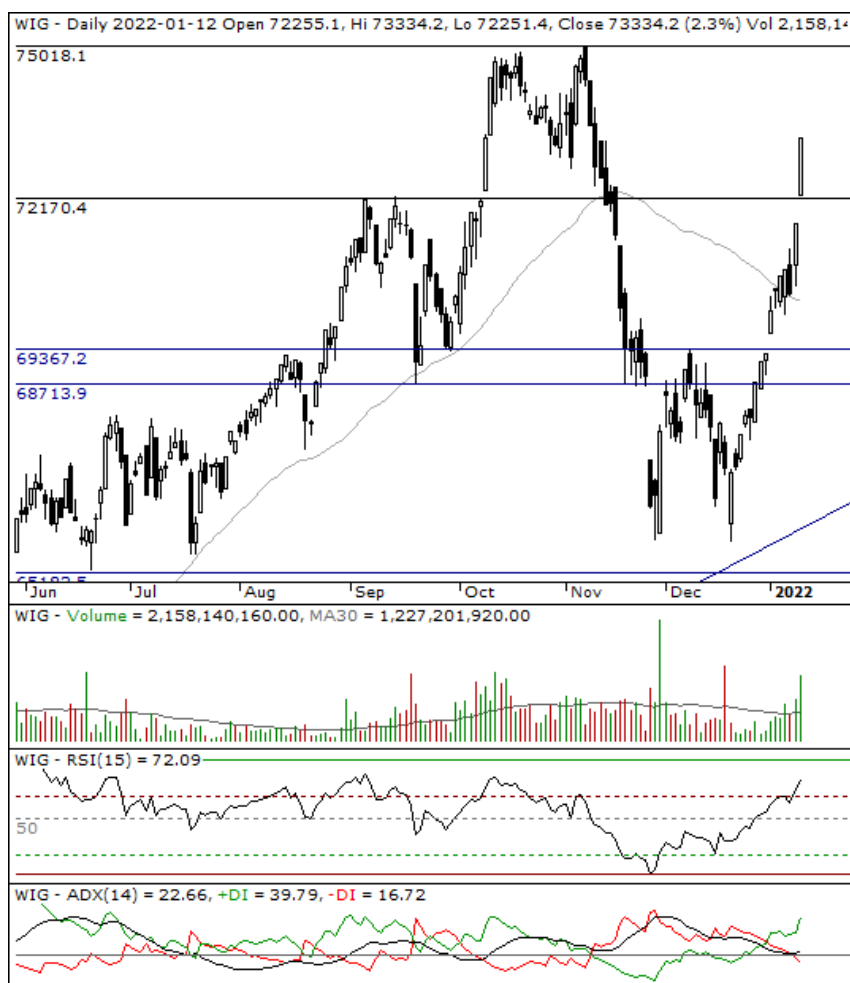 WIG - Daily 2022-01-12 Open 72255.1, Hi 73334.2, Lo 72251.4, Close 73334.2 (2.3%) Vol 2,158,14
75018.1
72170.4
69367.2
68713.9
Jun Jul Aug Sep Oct Nov Dec 2022
WIG - Volume = 2,158,140,160.00, MA30 = 1,227,201,920.00
WIG - RSI(15) = 72.09
50
WIG - ADX(14) = 22.66, +DI = 39.79, -DI = 16.72